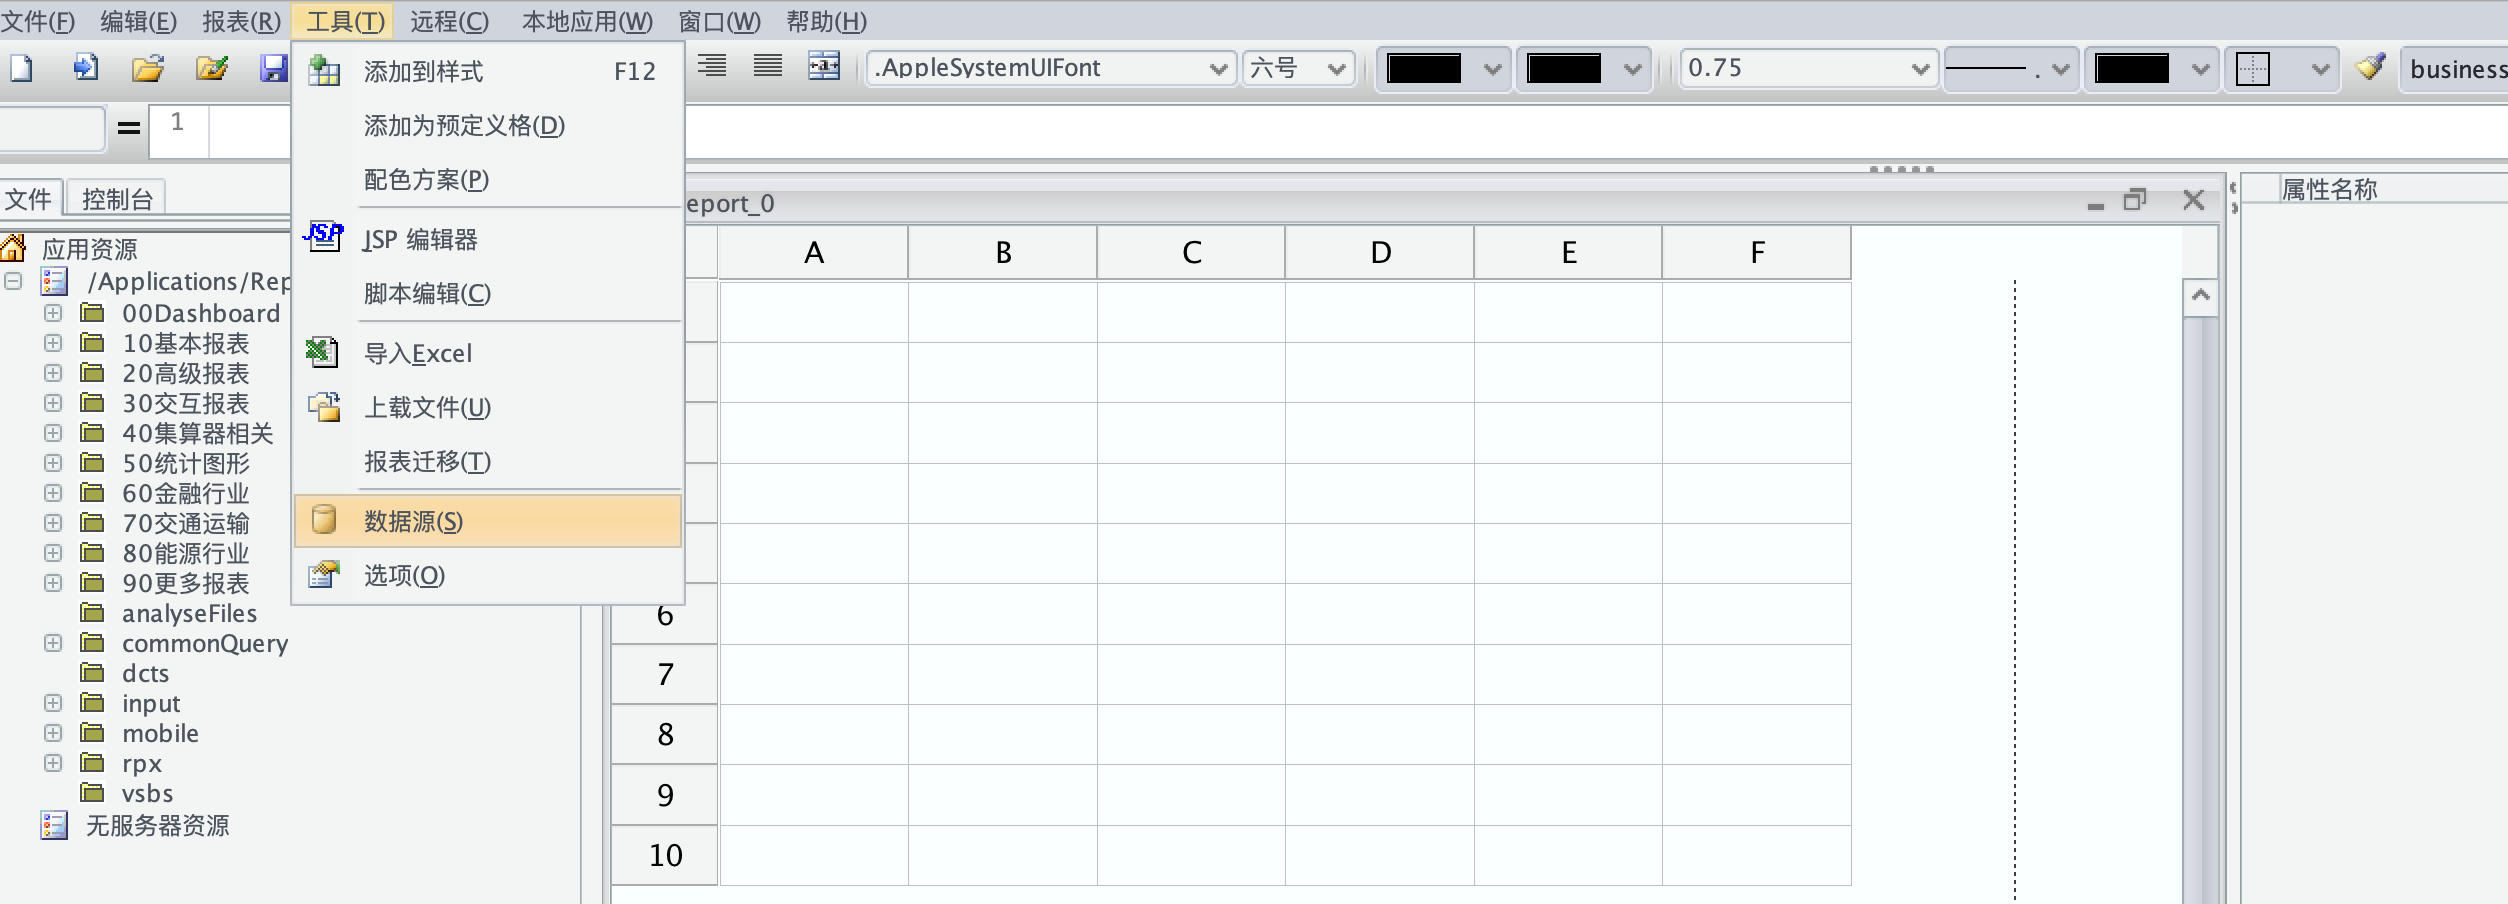 文件(F) 编辑(E) 报表(R) 工具(T) 远程(C) 本地应用(W) 窗口(W) 帮助(H)
.AppleSystemUIFont 六号 0.75 business
= 1
添加到样式 F12
添加为预定义格(D)
配色方案(P)
JSP 编辑器
脚本编辑(C)
导入Excel
上载文件(U)
报表迁移(T)
数据源(S)
选项(O)
文件 控制台
应用资源
/Applications/Rep
00Dashboard
10基本报表
20高级报表
30交互报表
40集算器相关
50统计图形
60金融行业
70交通运输
80能源行业
90更多报表
analyseFiles
commonQuery
dcts
input
mobile
rpx
vsbs
无服务器资源
eport_0
A B C D E F
6
7
8
9
10
属性名称